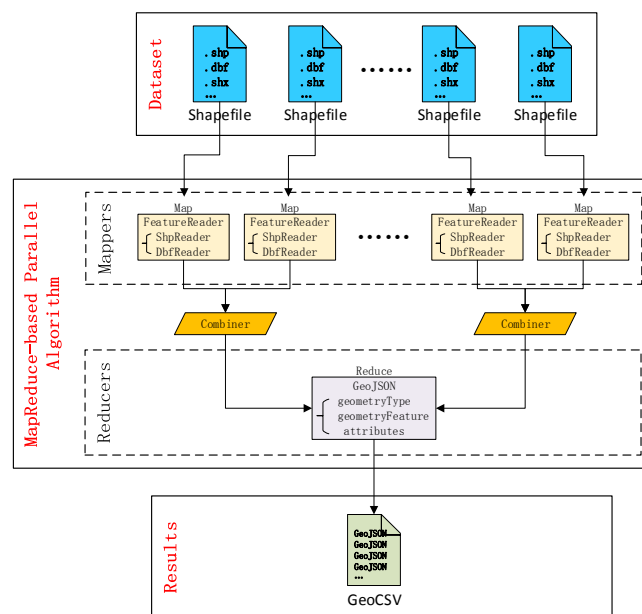 Dataset
.shp
.dbf
.shx
...
Shapefile
.shp
.dbf
.shx
...
Shapefile
......
.shp
.dbf
.shx
...
Shapefile
.shp
.dbf
.shx
...
Shapefile
MapReduce-based Parallel
Algorithm
Mappers
Map
FeatureReader
ShpReader
DbfReader
Map
FeatureReader
ShpReader
DbfReader
......
Map
FeatureReader
ShpReader
DbfReader
Map
FeatureReader
ShpReader
DbfReader
Combiner
Combiner
Reducers
Reduce
GeoJSON
geometryType
geometryFeature
attributes
Results
GeoJSON
GeoJSON
GeoJSON
GeoJSON
...
GeoCSV